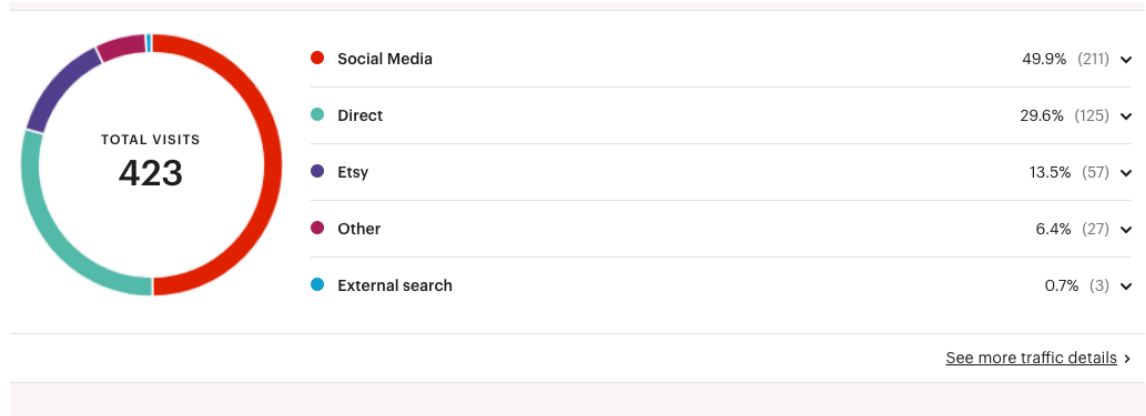 TOTAL VISITS
423
Social Media 49.9% (211)
Direct 29.6% (125)
Etsy 13.5% (57)
Other 6.4% (27)
External search 0.7% (3)
See more traffic details